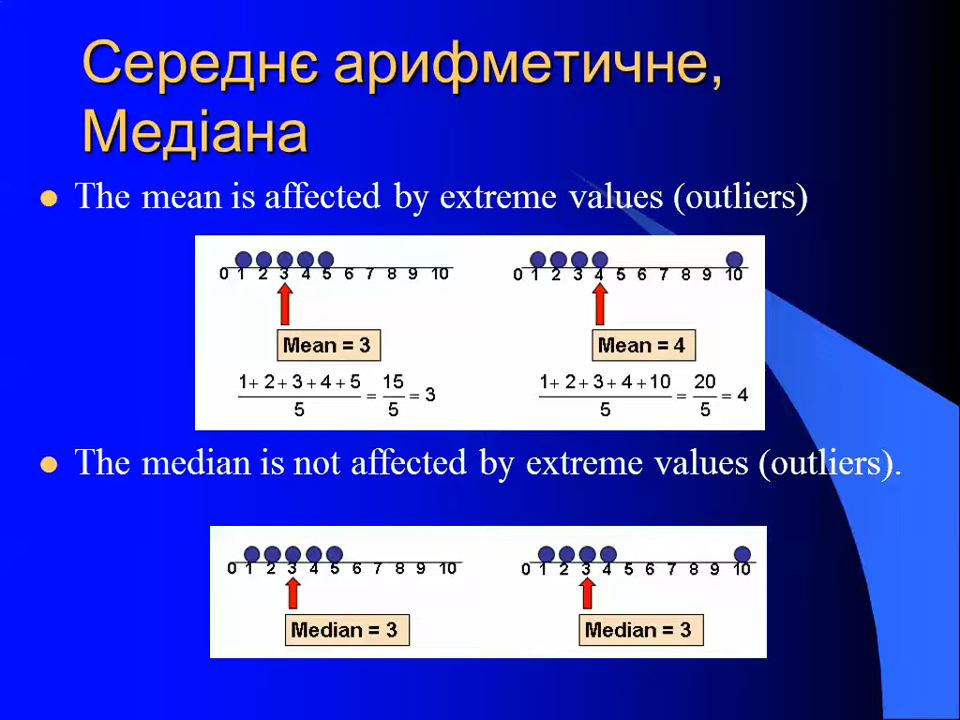 Середнє арифметичне,
Медіана
The mean is affected by extreme values (outliers)
0 1 2 3 4 5 6 7 8 9 10
0 1 2 3 4 5 6 7 8 9 10
Mean = 3
Mean = 4
1+ 2+3+4+5 / 5 = 15 / 5 = 3
1+ 2+3+4+10 / 5 = 20 / 5 = 4
The median is not affected by extreme values (outliers).
0 1 2 3 4 5 6 7 8 9 10
0 1 2 3 4 5 6 7 8 9 10
Median = 3
Median = 3